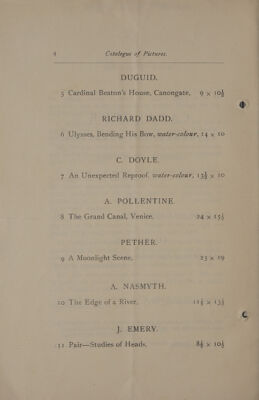 4 Catalogue of Pictures.
DUGUID.
5 Cardinal Beaton's House, Canongate, 9 × 10½
RICHARD DADD.
6 Ulysses, Bending His Bow, water-colour, 14 × 10
C. DOYLE.
7 An Unexpected Reproof, water-colour, 13½ × 10
A. POLLENTINE.
8 The Grand Canal, Venice, 24 × 15½
PETHER.
9 A Moonlight Scene, 23 × 19
A. NASMYTH.
10 The Edge of a River, 11½ × 13½
J. EMERY.
11 Pair—Studies of Heads, 8½ × 10½